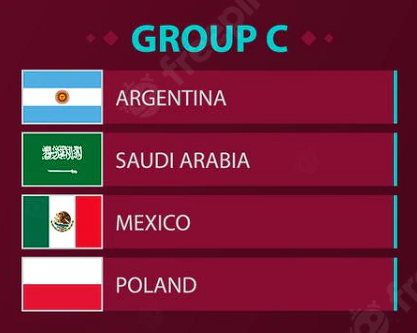 GROUP C
ARGENTINA
SAUDI ARABIA
MEXICO
POLAND